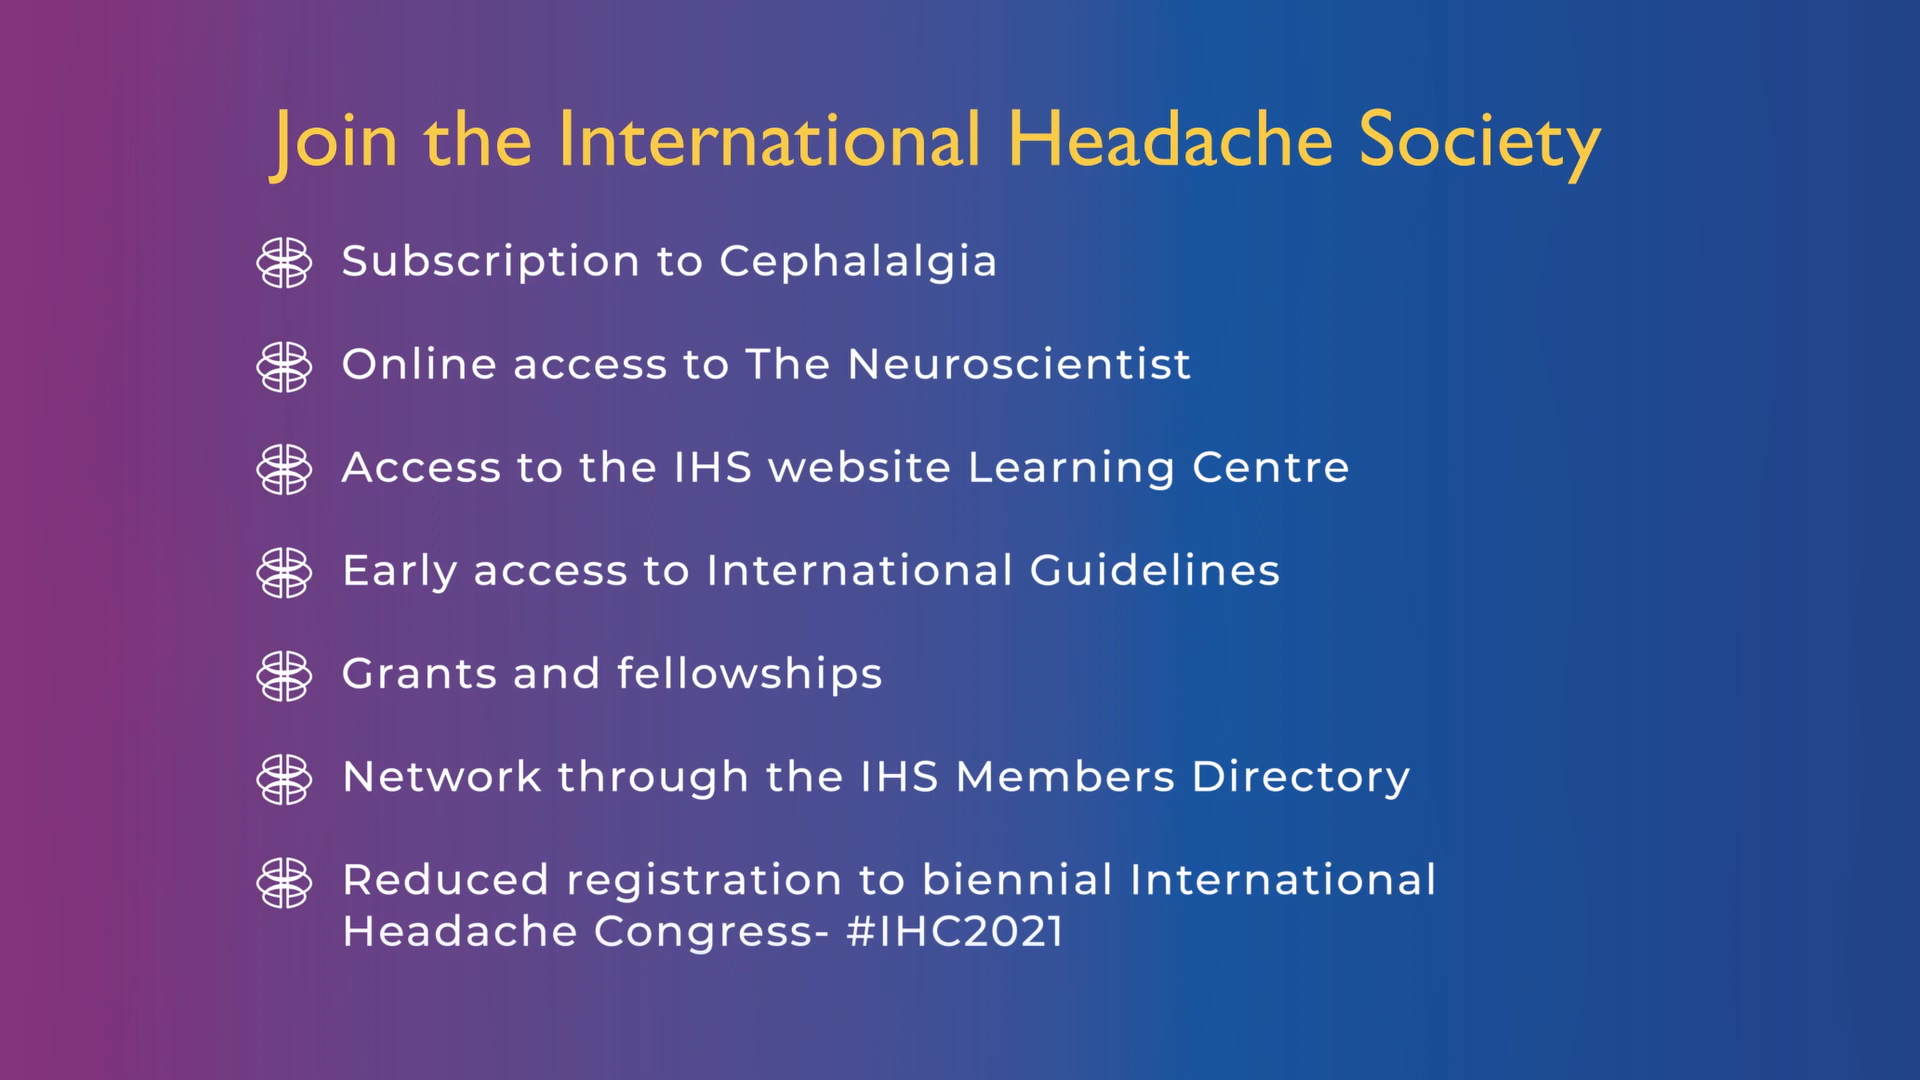 Join the International Headache Society
Subscription to Cephalalgia
Online access to The Neuroscientist
Access to the IHS website Learning Centre
Early access to International Guidelines
Grants and fellowships
Network through the IHS Members Directory
Reduced registration to biennial International
Headache Congress- #IHC2021